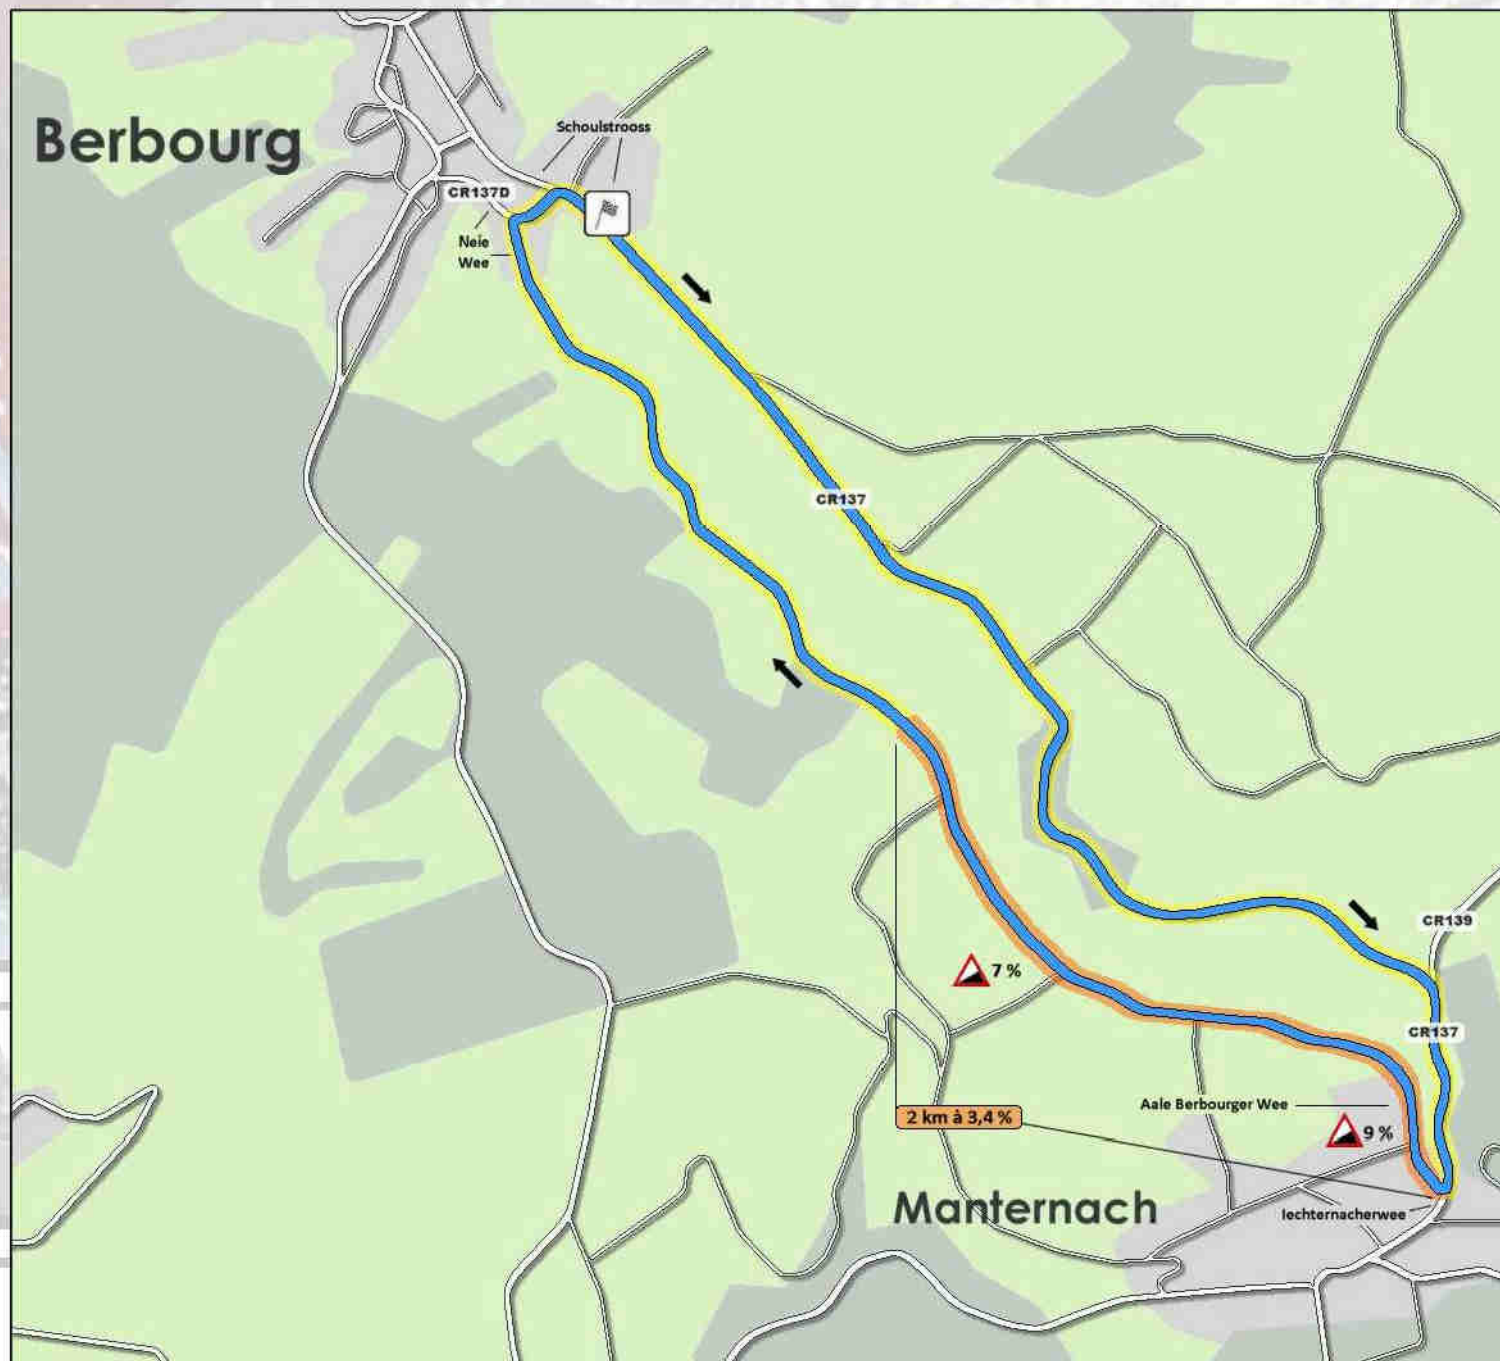 Schoulstrooss
Berbourg
CR137D
Neie
Wee
CR137
CR139
7 %
CR137
Aale Berbourger Wee
2 km à 3,4 %
9 %
Manternach
Iechternacherwee